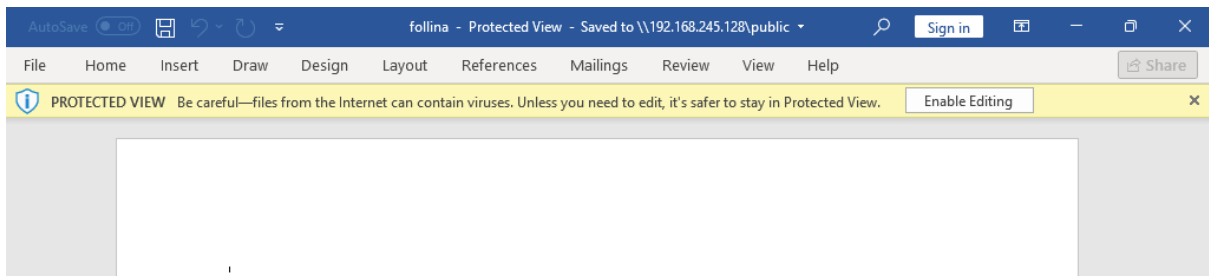 AutoSave Off follina - Protected View - Saved to \\192.168.245.128\public Sign in
File Home Insert Draw Design Layout References Mailings Review View Help Share
PROTECTED VIEW Be careful—files from the Internet can contain viruses. Unless you need to edit, it's safer to stay in Protected View. Enable Editing